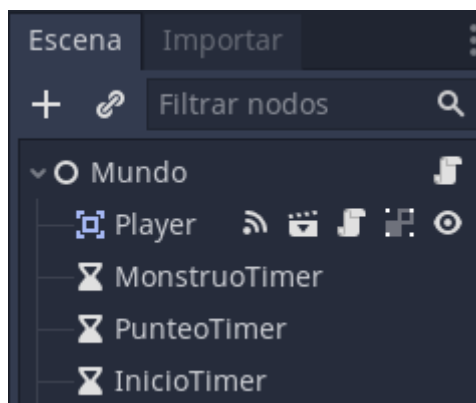 Escena Importar
Filtrar nodos
Mundo
Player
MonstruoTimer
PunteoTimer
InicioTimer